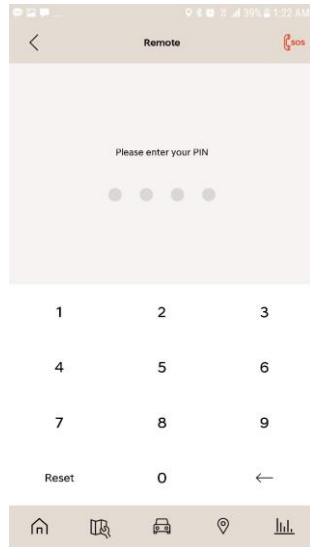 39% 1:22 AM
Remote
SOS
Please enter your PIN
1 2 3
4 5 6
7 8 9
Reset 0